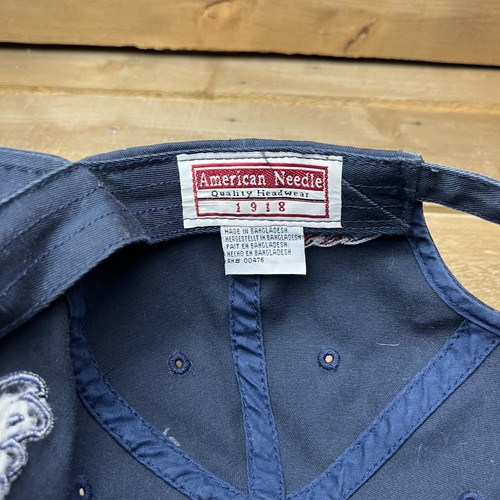 American Needle
Quality Headwear
1918
MADE IN BANGLADESH
HERGESTELLT IN BANGLADESH
FAIT EN BANGLADESH
HECHO EN BANGLADESH
RN# 00476